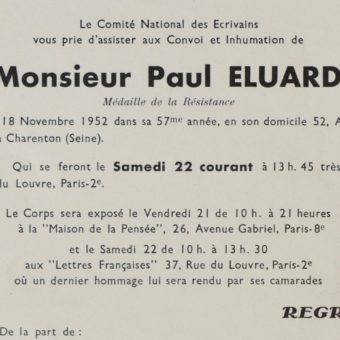 Le Comité National des Ecrivains
vous prie d'assister aux Convoi et Inhumation de
Monsieur Paul ELUARD
Médaille de la Résistance
18 Novembre 1952 dans sa 57me année, en son domicile 52, A
à Charenton (Seine).
Qui se feront le Samedi 22 courant à 13 h. 45 très
du Louvre, Paris-2e.
Le Corps sera exposé le Vendredi 21 de 10 h. à 21 heures
à la "Maison de la Pensée", 26, Avenue Gabriel, Paris-8e
et le Samedi 22 de 10 h. à 13 h. 30
aux "Lettres Françaises" 37, Rue du Louvre, Paris-2e
où un dernier hommage lui sera rendu par ses camarades
REGR
De la part de :